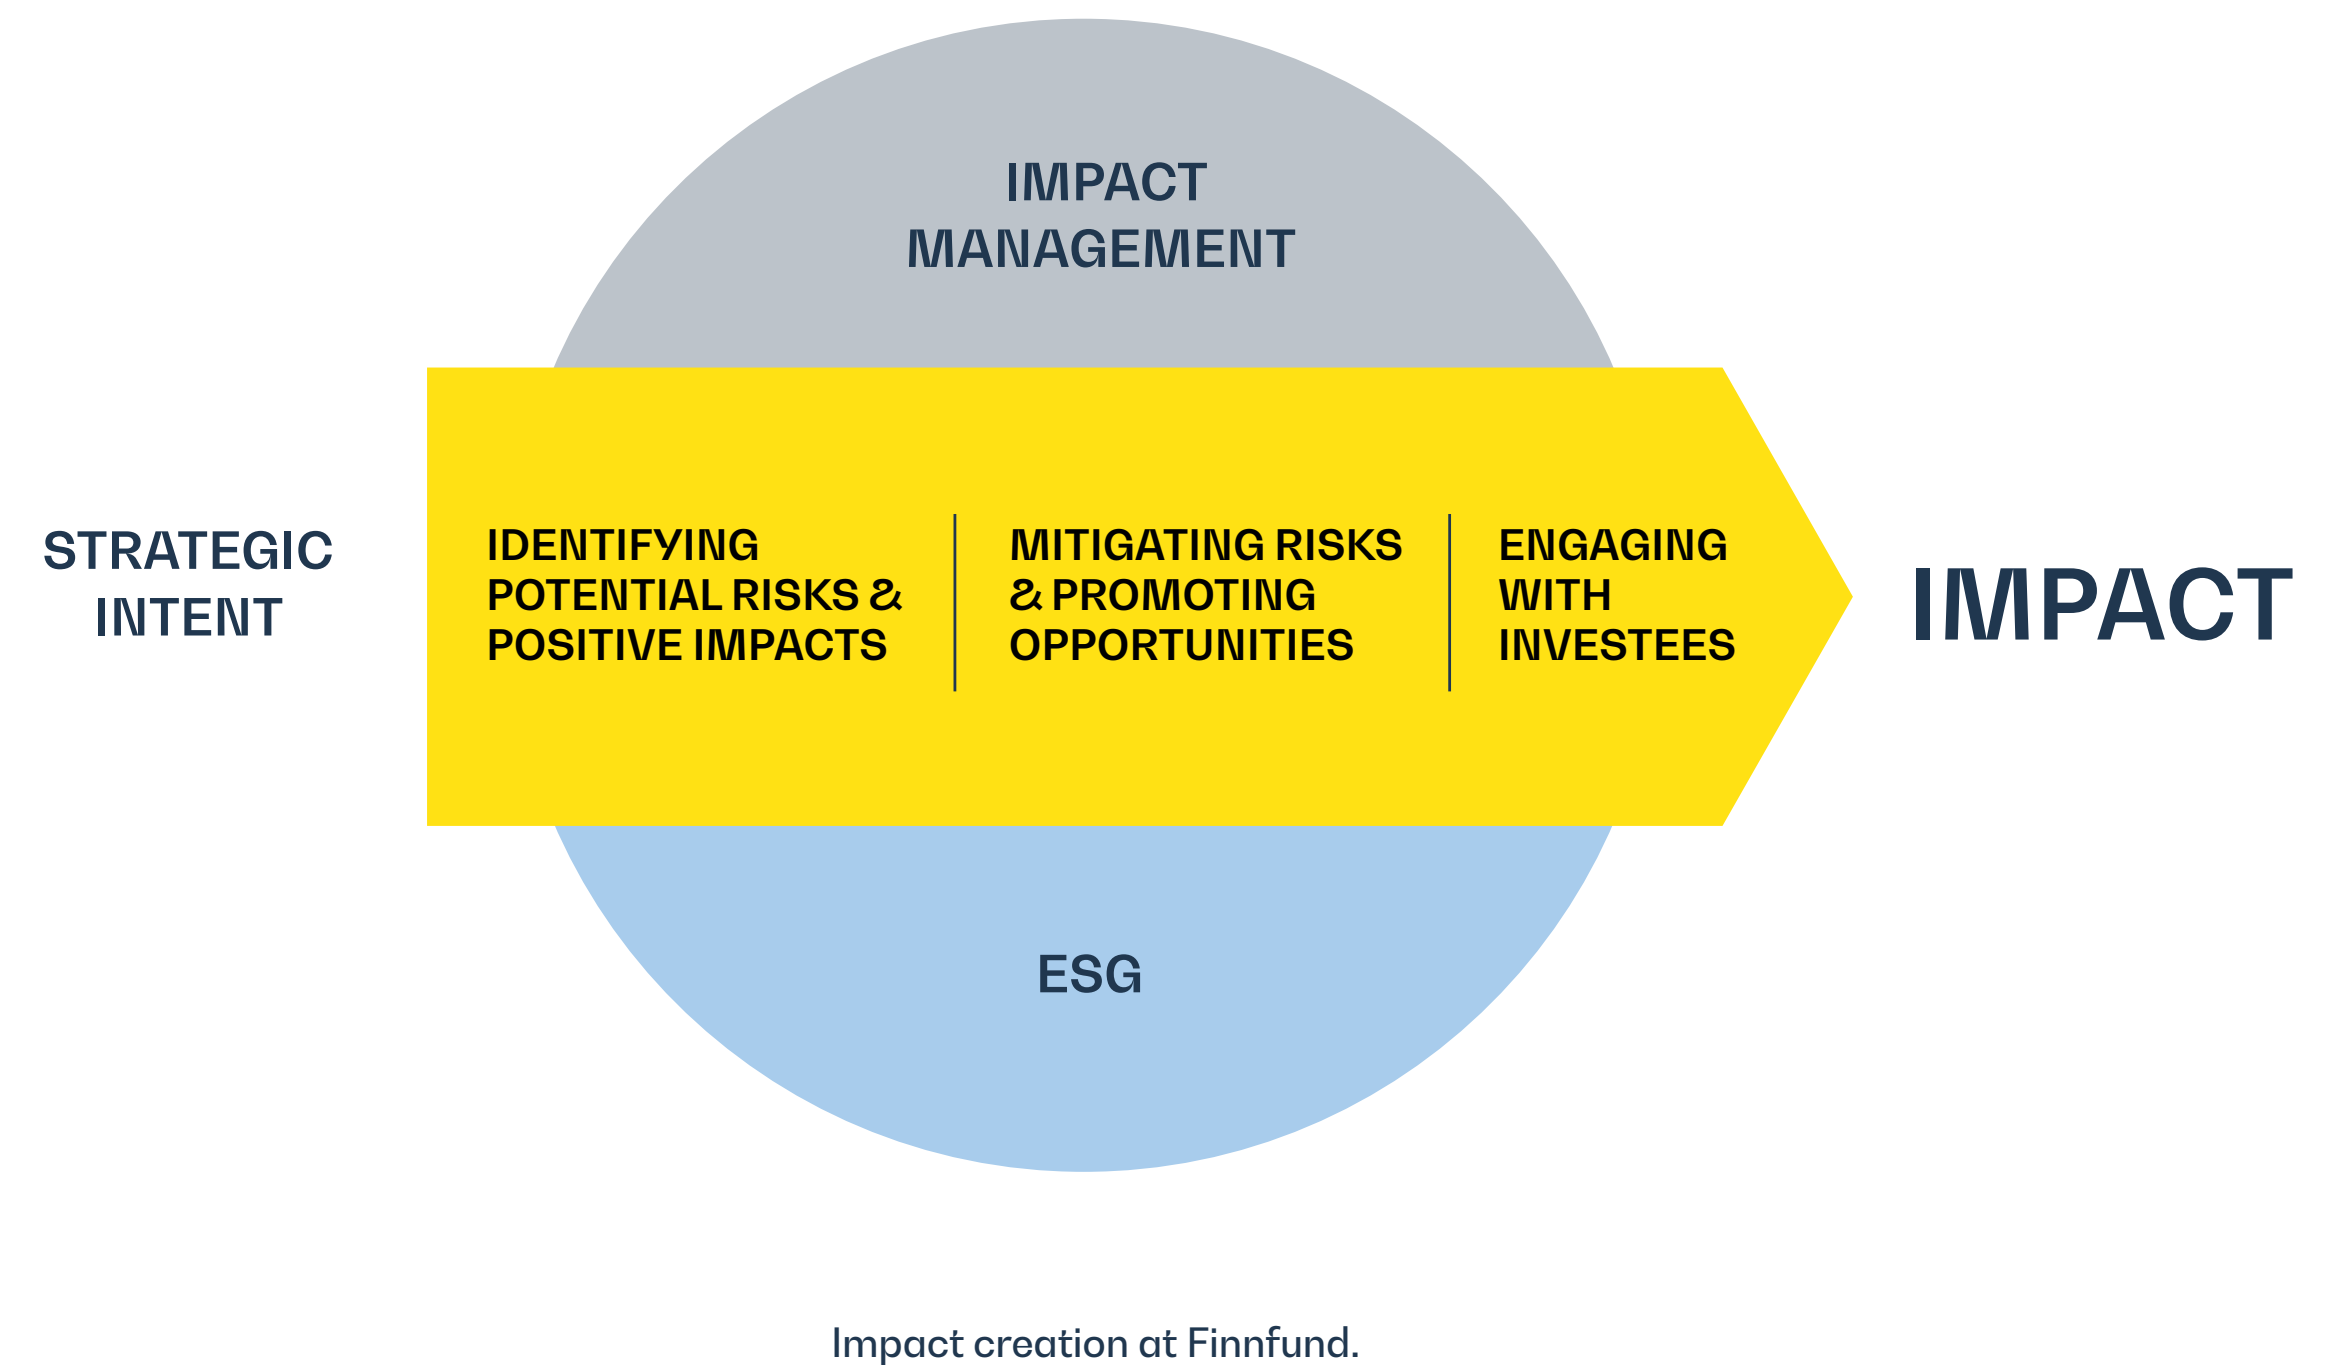 IMPACT
MANAGEMENT
STRATEGIC
INTENT
IDENTIFYING
POTENTIAL RISKS &
POSITIVE IMPACTS
MITIGATING RISKS
& PROMOTING
OPPORTUNITIES
ENGAGING
WITH
INVESTEES
IMPACT
ESG
Impact creation at Finnfund.